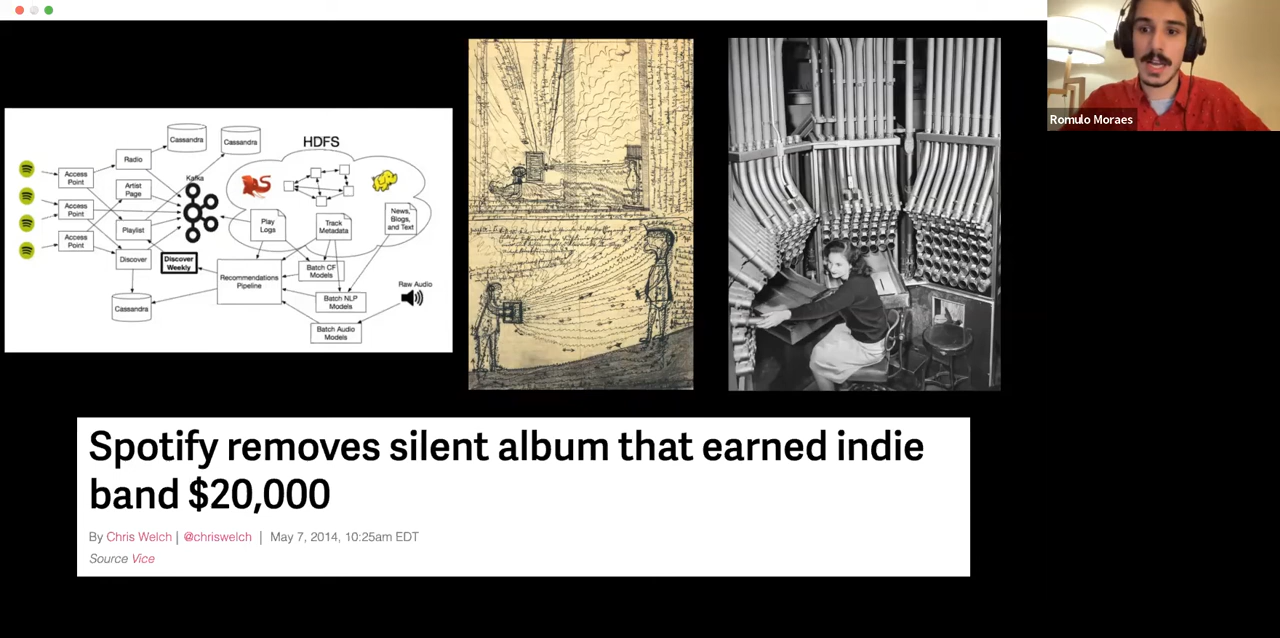 Romulo Moraes
HDFS
Cassandra
Cassandra
Radio
Access
Point
Artist
Page
Kafka
Access
Point
Playlist
Play
Logs
Track
Metadata
News,
Blogs,
and Text
Access
Point
Discover
Discover
Weekly
Recommendations
Pipeline
Batch CF
Models
Raw Audio
Batch NLP
Models
Cassandra
Batch Audio
Models
Spotify removes silent album that earned indie
band $20,000
By Chris Welch | @chriswelch | May 7, 2014, 10:25am EDT
Source Vice